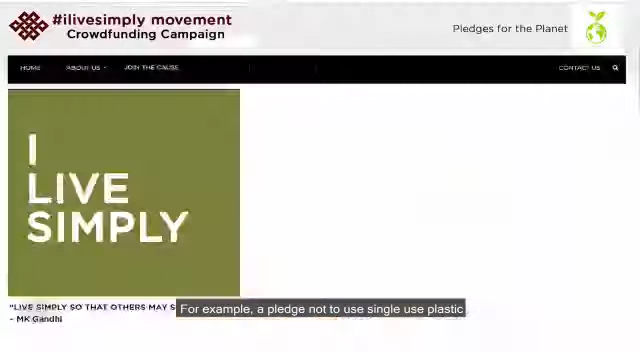 #ilivesimply movement
Crowdfunding Campaign
Pledges for the Planet
HOME ABOUT US JOIN THE CAUSE CONTACT US
I
LIVE
SIMPLY
"LIVE SIMPLY SO THAT OTHERS MAY S
For example, a pledge not to use single use plastic
- MK Gandhi